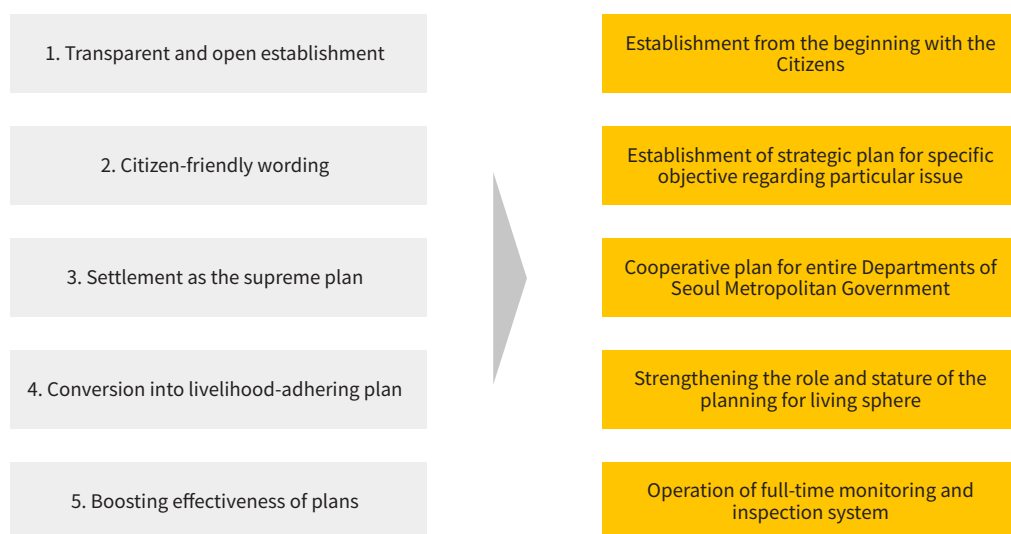 1. Transparent and open establishment
Establishment from the beginning with the
Citizens
2. Citizen-friendly wording
Establishment of strategic plan for specific
objective regarding particular issue
3. Settlement as the supreme plan
Cooperative plan for entire Departments of
Seoul Metropolitan Government
4. Conversion into livelihood-adhering plan
Strengthening the role and stature of the
planning for living sphere
5. Boosting effectiveness of plans
Operation of full-time monitoring and
inspection system